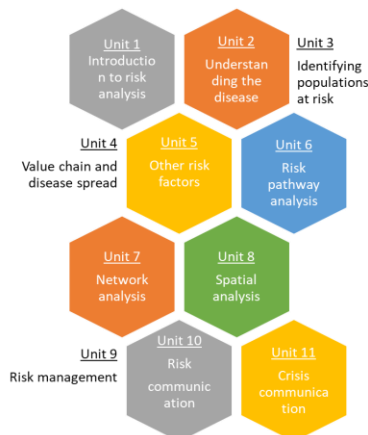 Unit 1
Introductio
n to risk
analysis
Unit 2
Understan
ding the
disease
Unit 3
Identifying
populations
at risk
Unit 4
Value chain and
disease spread
Unit 5
Other risk
factors
Unit 6
Risk
pathway
analysis
Unit 7
Network
analysis
Unit 8
Spatial
analysis
Unit 9
Risk management
Unit 10
Risk
communic
ation
Unit 11
Crisis
communica
tion